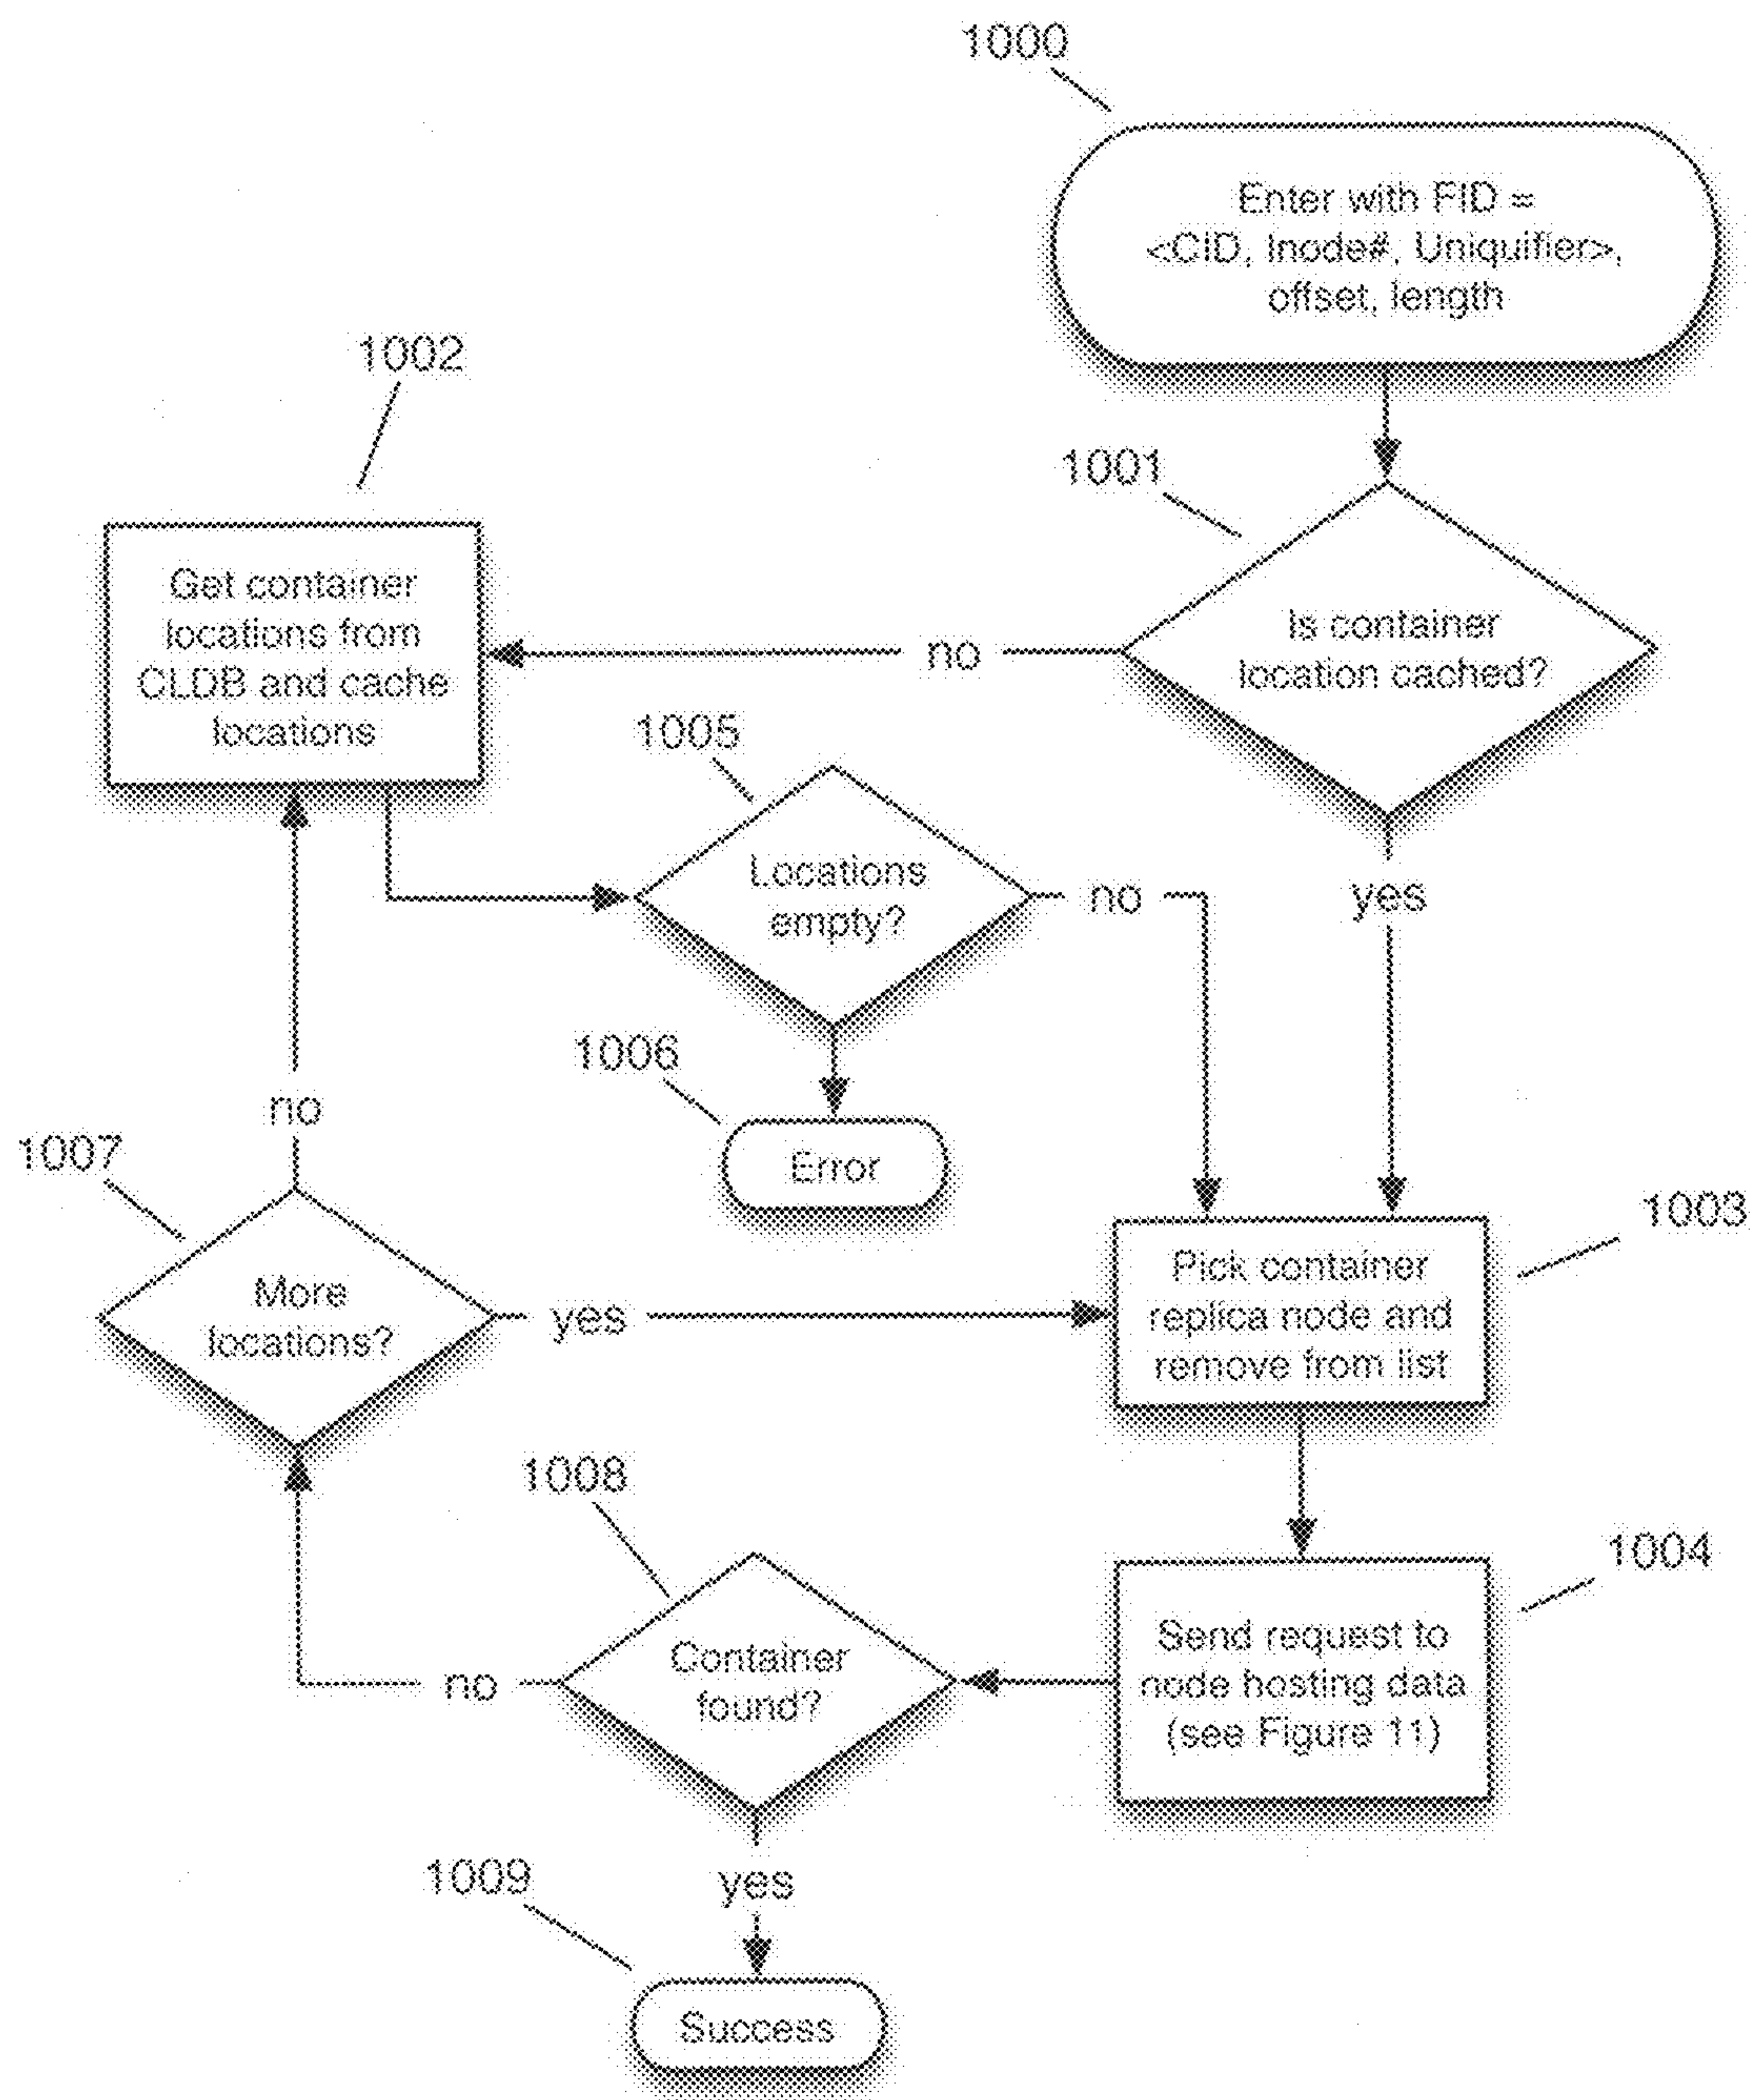 1000
Enter with FID =
<CID, Inode#, Uniquifier>,
offset, length
1002
1001
Get container
locations from
CLDB and cache
locations
Is container
location cached?
no
1005
Locations
empty?
no
yes
1006
Error
no
1007
More
locations?
yes
1003
Pick container
replica node and
remove from list
1008
Container
found?
no
1004
Send request to
node hosting data
(see Figure 11)
yes
1009
Success